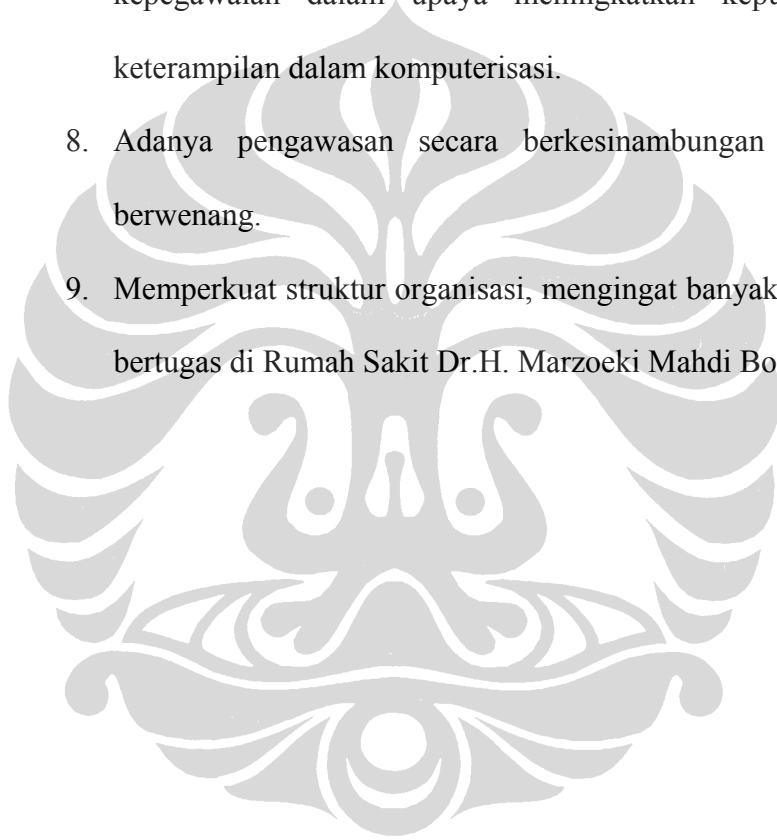 kepegawaian dalam upaya meningkatkan
keterampilan dalam komputerisasi.
8. Adanya pengawasan secara berkesinambungan
berwenang.
9. Memperkuat struktur organisasi, mengingat banyak
bertugas di Rumah Sakit Dr.H. Marzoeki Mahdi